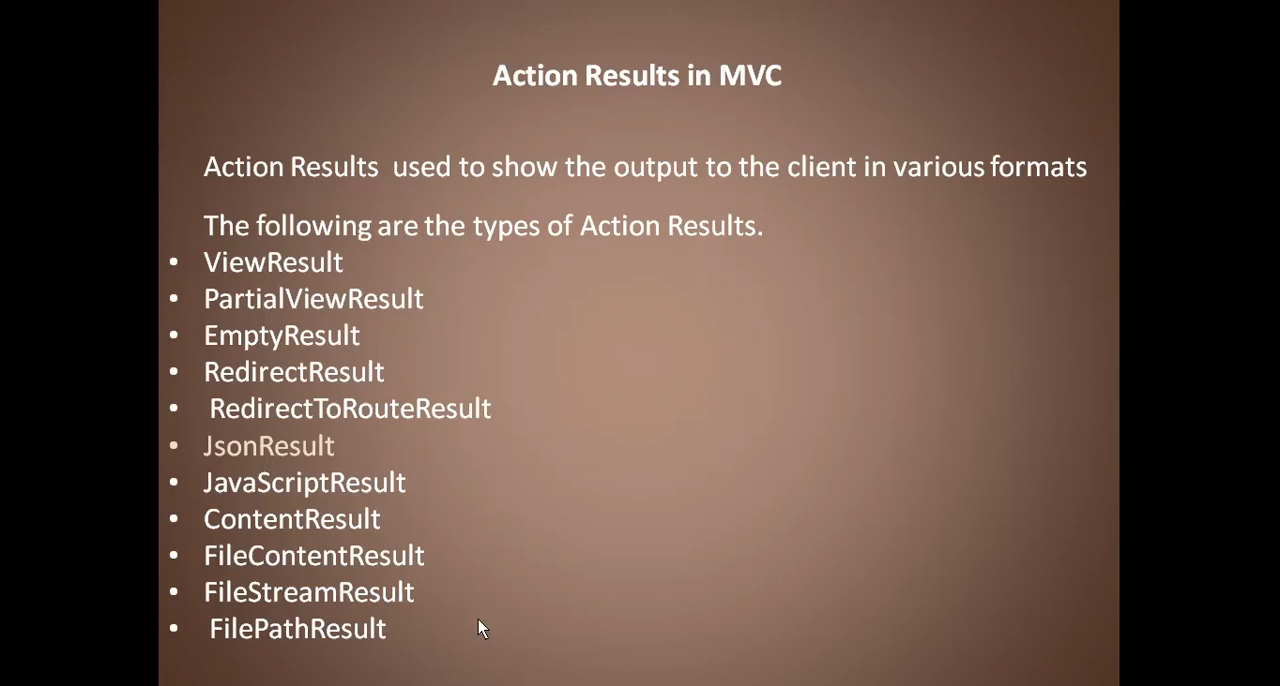 Action Results in MVC
Action Results used to show the output to the client in various formats
The following are the types of Action Results.
• ViewResult
• PartialViewResult
• EmptyResult
• RedirectResult
• RedirectToRouteResult
• JsonResult
• JavaScriptResult
• ContentResult
• FileContentResult
• FileStreamResult
• FilePathResult